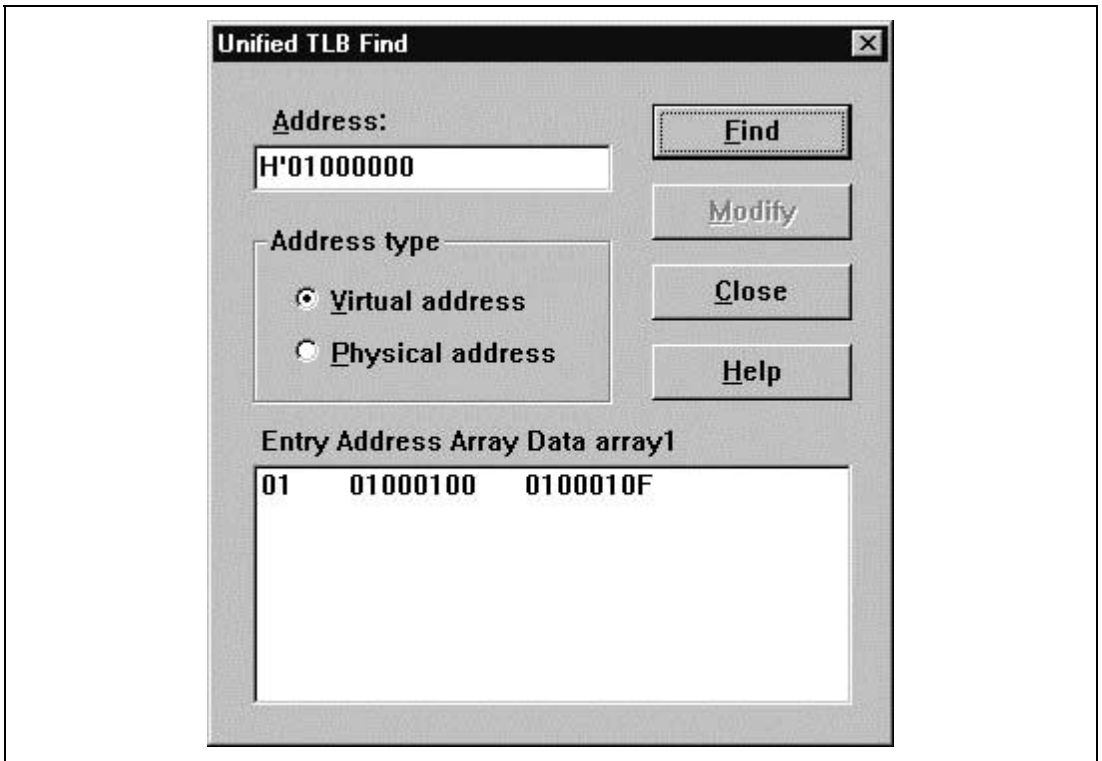 Unified TLB Find
Address:
Find
H'01000000
Modify
Address type
Close
Virtual address
Physical address
Help
Entry Address Array Data array1
01 01000100 0100010F